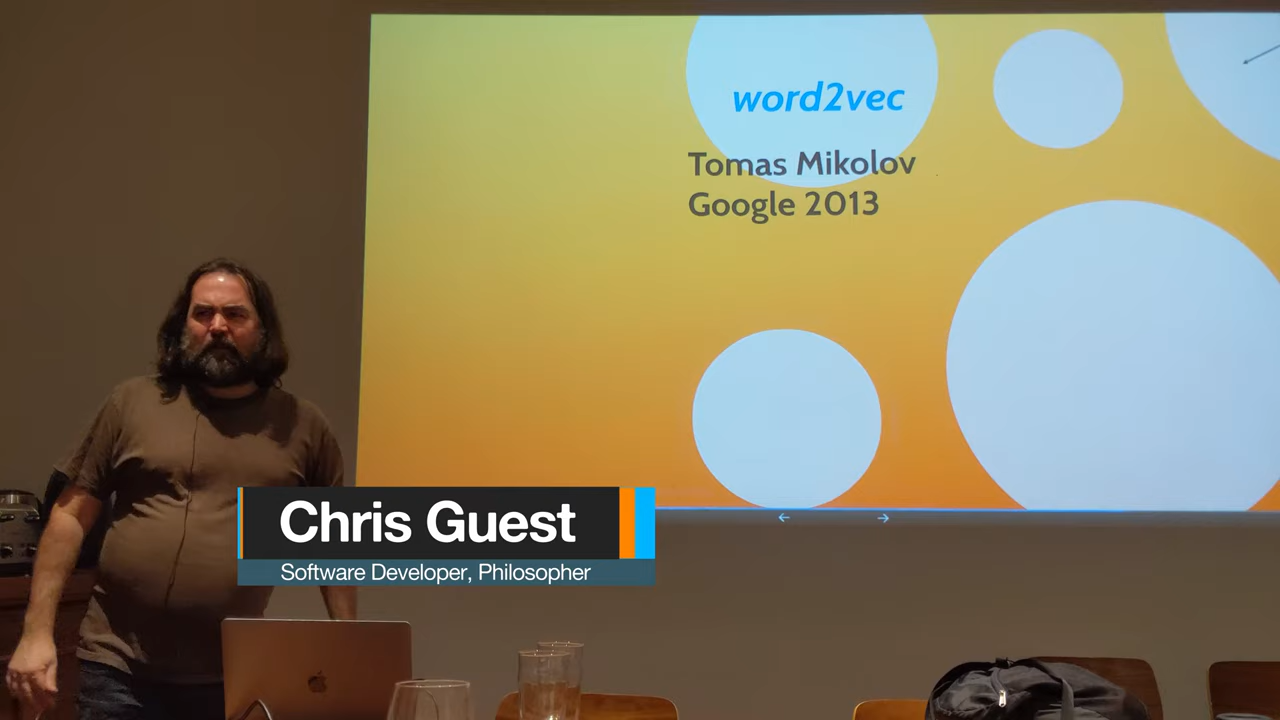 word2vec
Tomas Mikolov
Google 2013
Chris Guest
Software Developer, Philosopher